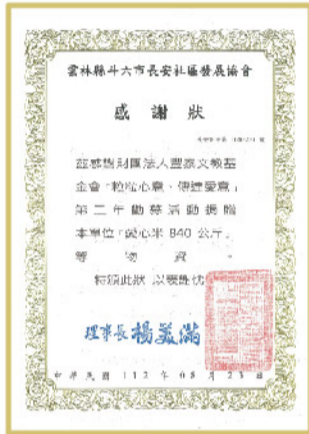 雲林縣斗六市長安社區發展協會
感謝狀
茲感謝財團法人豐泰文教基
金會「粒粒心意、傳遞愛意」
第二年勸募活動捐贈
本單位「愛心米 840 公斤」
等物資。
特頒此狀 以表謝忱
理事長 楊美滿
中華民國 112 年 08 月 23 日